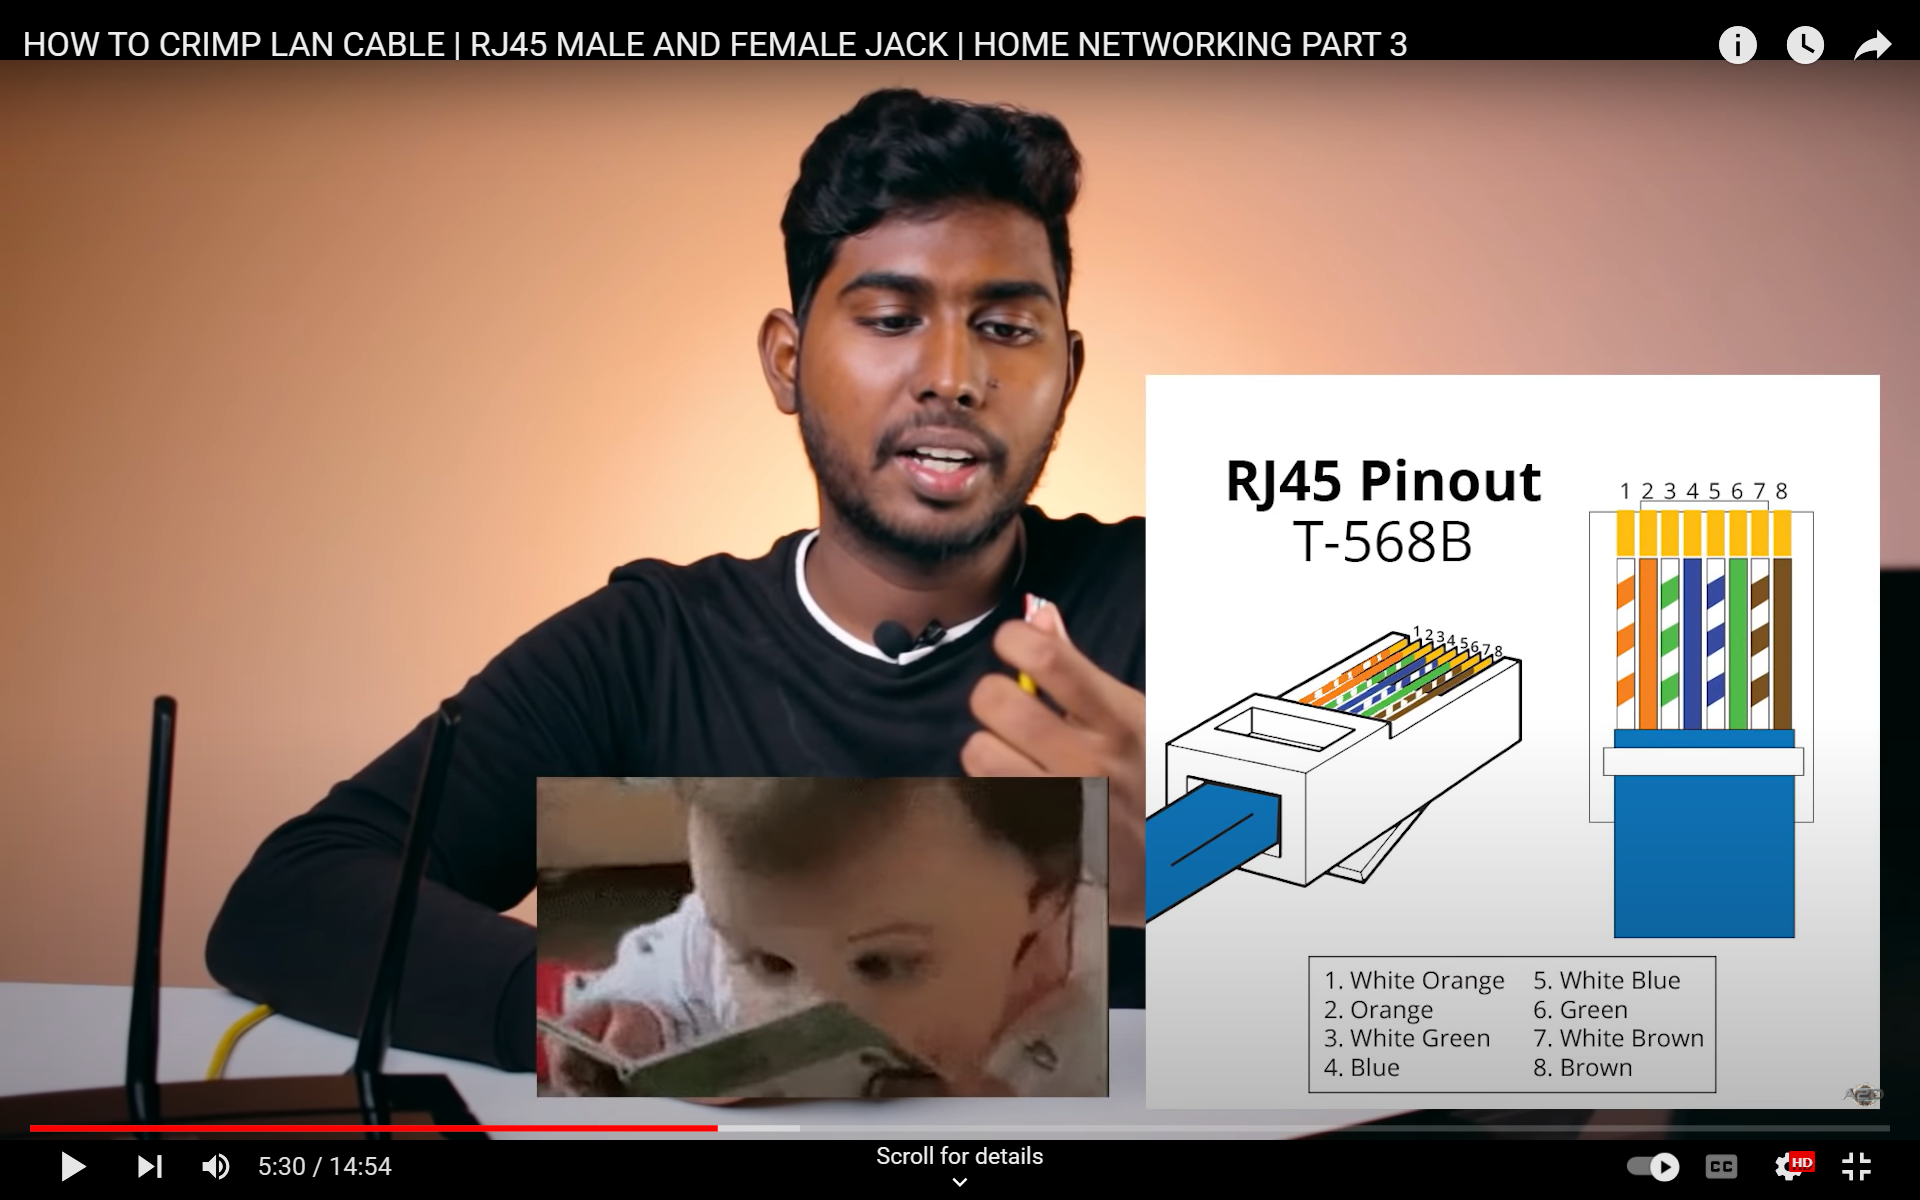 HOW TO CRIMP LAN CABLE | RJ45 MALE AND FEMALE JACK | HOME NETWORKING PART 3
RJ45 Pinout
T-568B
1 2 3 4 5 6 7 8
1 2 3 4 5 6 7 8
1. White Orange
2. Orange
3. White Green
4. Blue
5. White Blue
6. Green
7. White Brown
8. Brown
A2D
5:30 / 14:54
Scroll for details
CC
HD